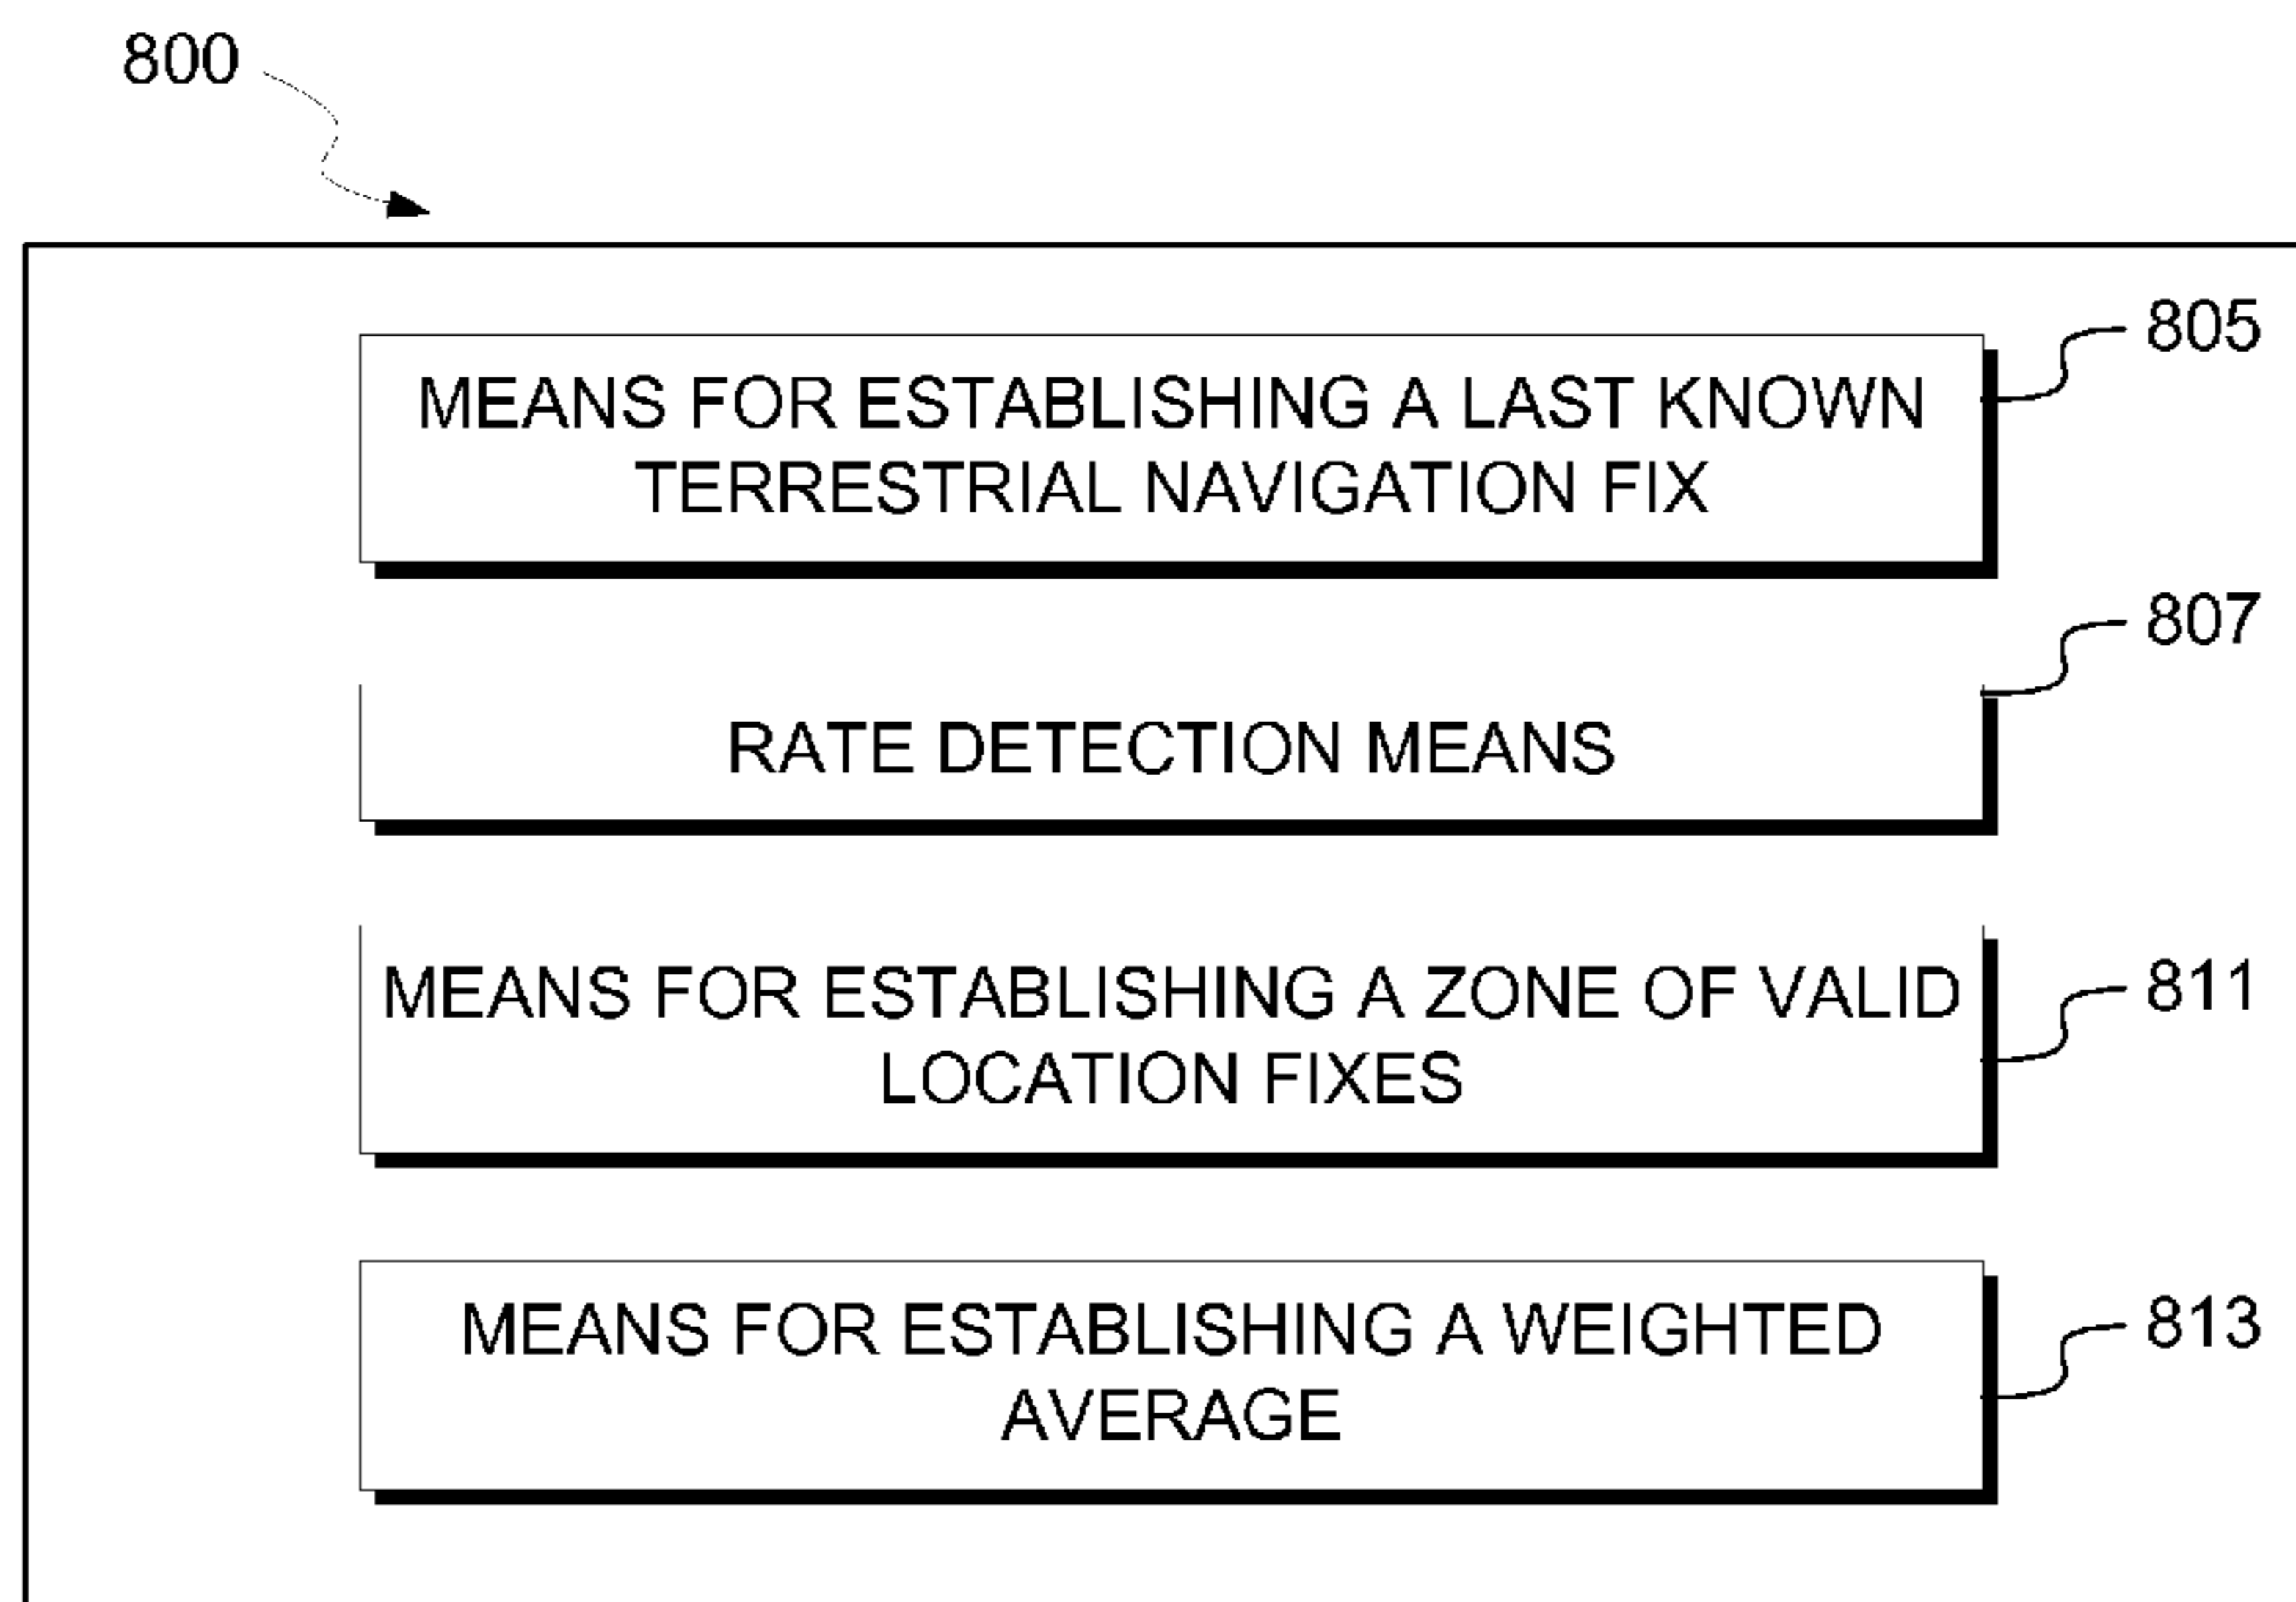 800
805
MEANS FOR ESTABLISHING A LAST KNOWN
TERRESTRIAL NAVIGATION FIX
807
RATE DETECTION MEANS
811
MEANS FOR ESTABLISHING A ZONE OF VALID
LOCATION FIXES
813
MEANS FOR ESTABLISHING A WEIGHTED
AVERAGE